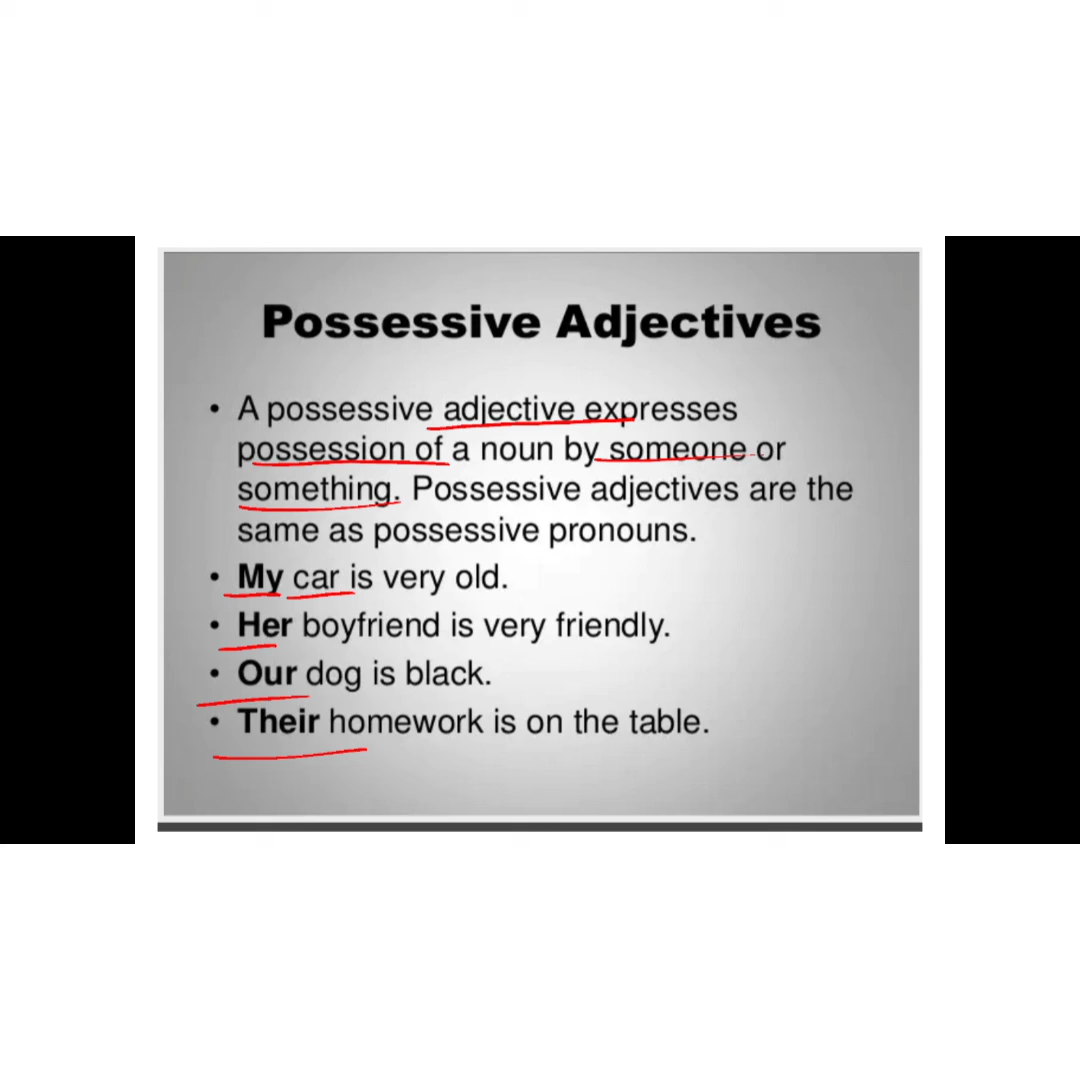 Possessive Adjectives
• A possessive adjective expresses
possession of a noun by someone or
something. Possessive adjectives are the
same as possessive pronouns.
• My car is very old.
• Her boyfriend is very friendly.
• Our dog is black.
• Their homework is on the table.